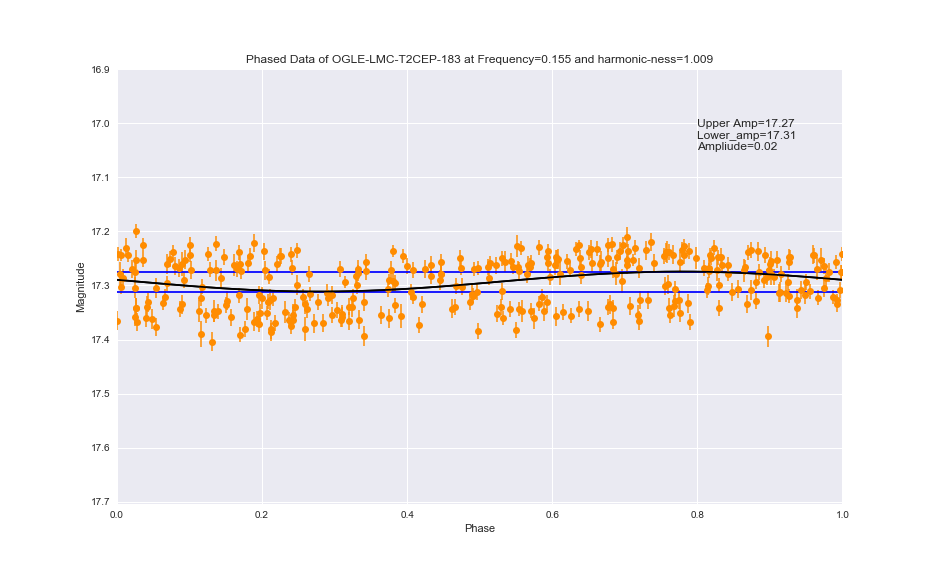 Phased Data of OGLE-LMC-T2CEP-183 at Frequency=0.155 and harmonic-ness=1.009
16.9
17.0
Upper Amp=17.27
Lower_amp=17.31
Ampliude=0.02
17.1
17.2
Magnitude
17.3
17.4
17.5
17.6
17.7
0.0 0.2 0.4 0.6 0.8 1.0
Phase